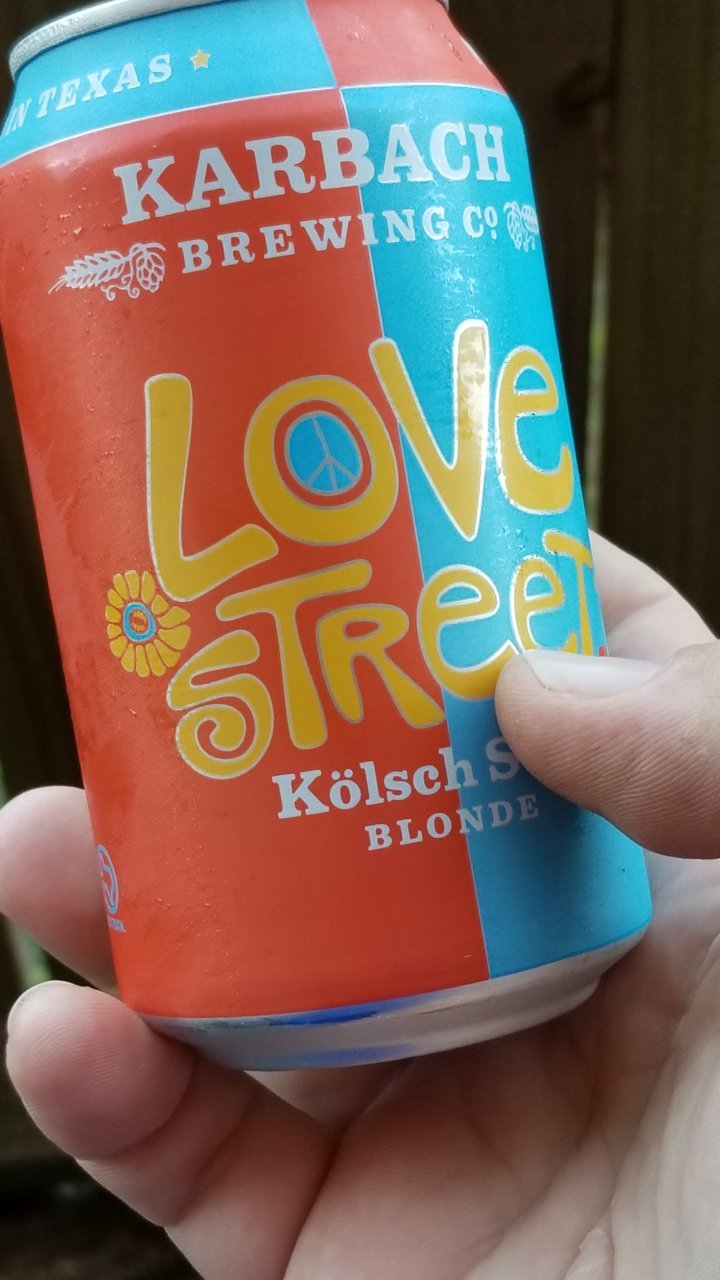 IN TEXAS
KARBACH
BREWING Co
LOVE
STREET
Kölsch S
BLONDE